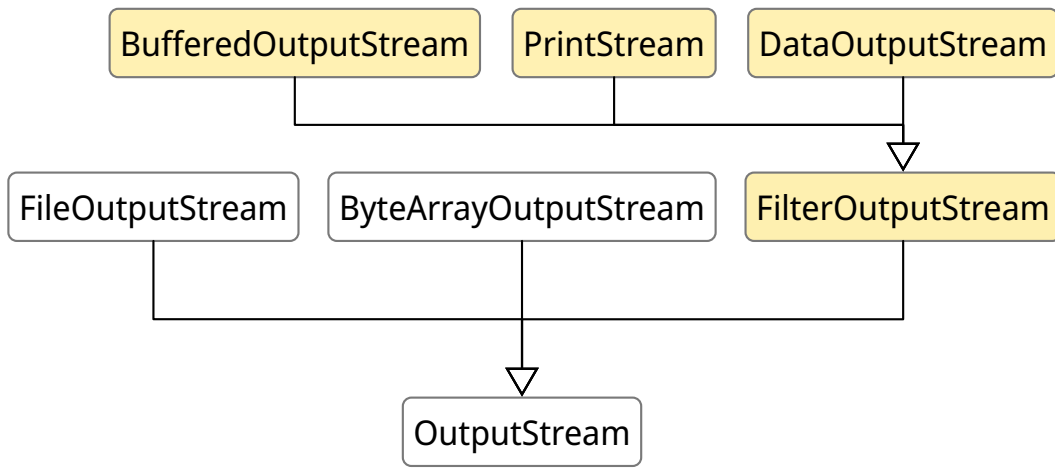 BufferedOutputStream
PrintStream
DataOutputStream
FileOutputStream
ByteArrayOutputStream
FilterOutputStream
OutputStream